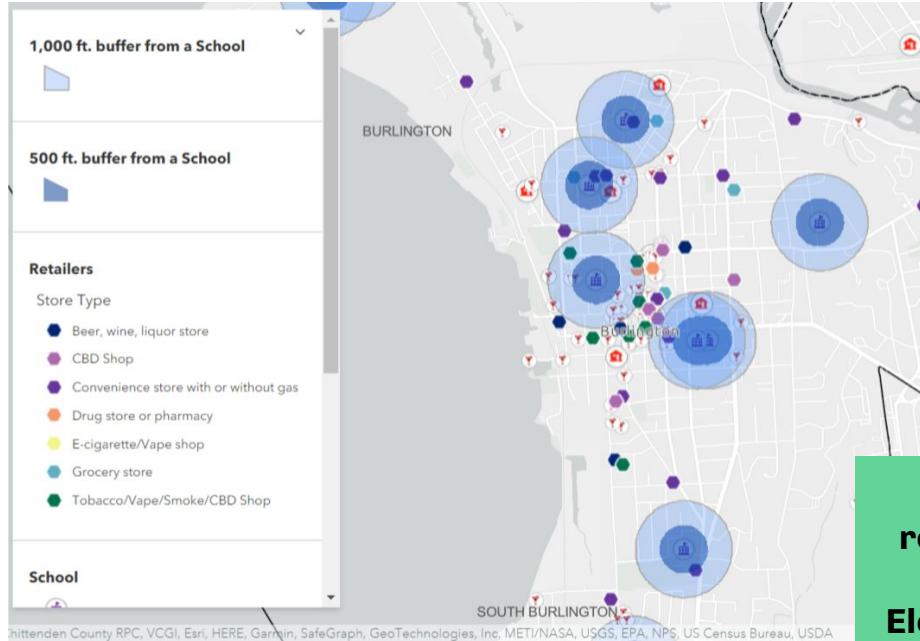 1,000 ft. buffer from a School
500 ft. buffer from a School
Retailers
Store Type
Beer, wine, liquor store
CBD Shop
Convenience store with or without gas
Drug store or pharmacy
E-cigarette/Vape shop
Grocery store
Tobacco/Vape/Smoke/CBD Shop
School
BURLINGTON
Burlington
SOUTH BURLINGTON
hittenden County RPC, VCGI, Esri, HERE, Garmin, SafeGraph, GeoTechnologies, Inc, METI/NASA, USGS, EPA, NPS, US Census Bureau, USDA
re
Ele